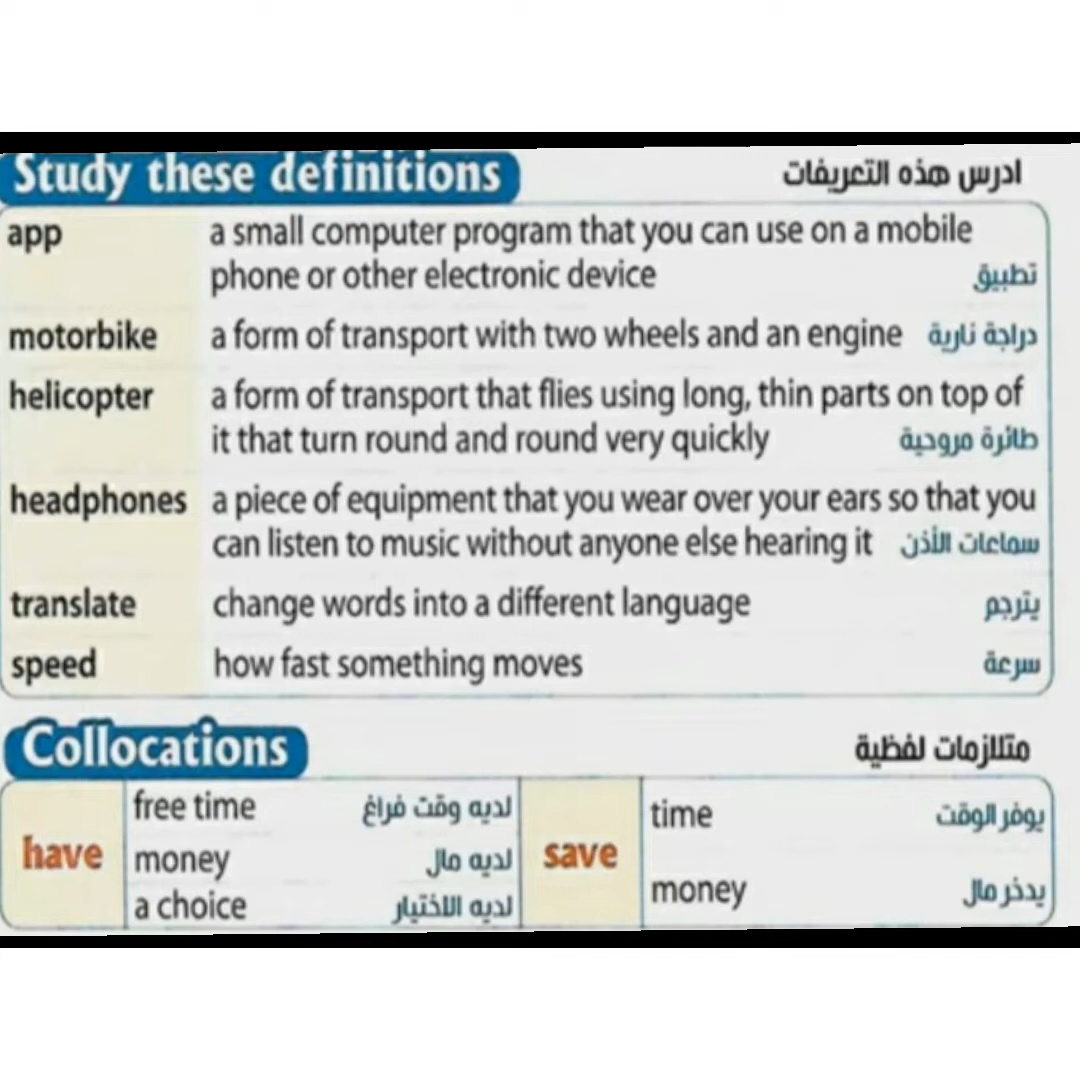 Study these definitions ادرس هذه التعريفات
app a small computer program that you can use on a mobile
phone or other electronic device تطبيق
motorbike a form of transport with two wheels and an engine دراجة نارية
helicopter a form of transport that flies using long, thin parts on top of
it that turn round and round very quickly طائرة مروحية
headphones a piece of equipment that you wear over your ears so that you
can listen to music without anyone else hearing it سماعات الأذن
translate change words into a different language يترجم
speed how fast something moves سرعة
Collocations متلازمات لفظية
have
free time لديه وقت فراغ
money لديه مال
a choice لديه الاختيار
save
time يوفر الوقت
money يدخر مال